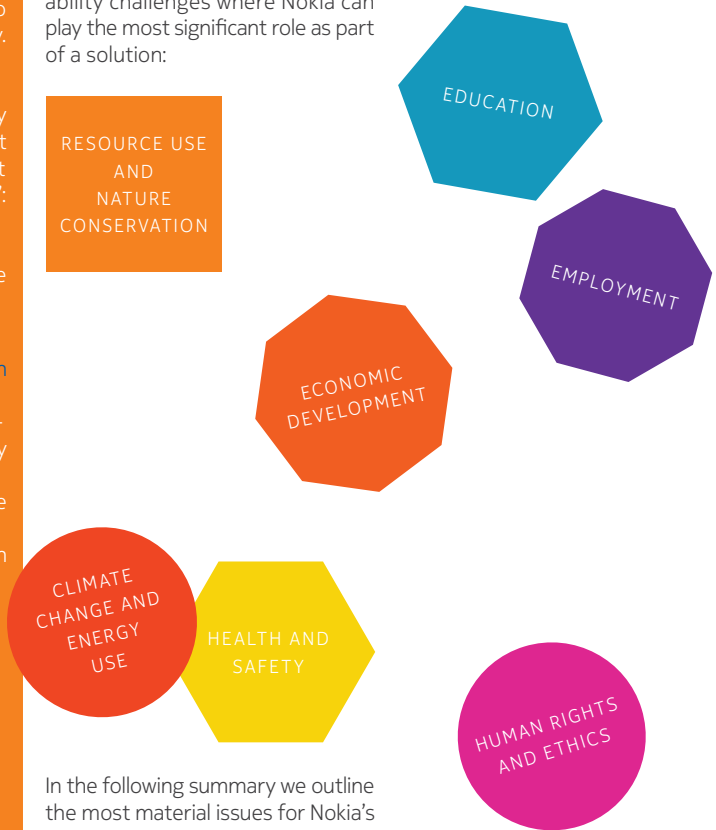 ability challenges where Nokia can
play the most significant role as part
of a solution:
RESOURCE USE
AND
NATURE
CONSERVATION
EDUCATION
EMPLOYMENT
ECONOMIC
DEVELOPMENT
CLIMATE
CHANGE AND
ENERGY
USE
HEALTH AND
SAFETY
HUMAN RIGHTS
AND ETHICS
In the following summary we outline
the most material issues for Nokia's